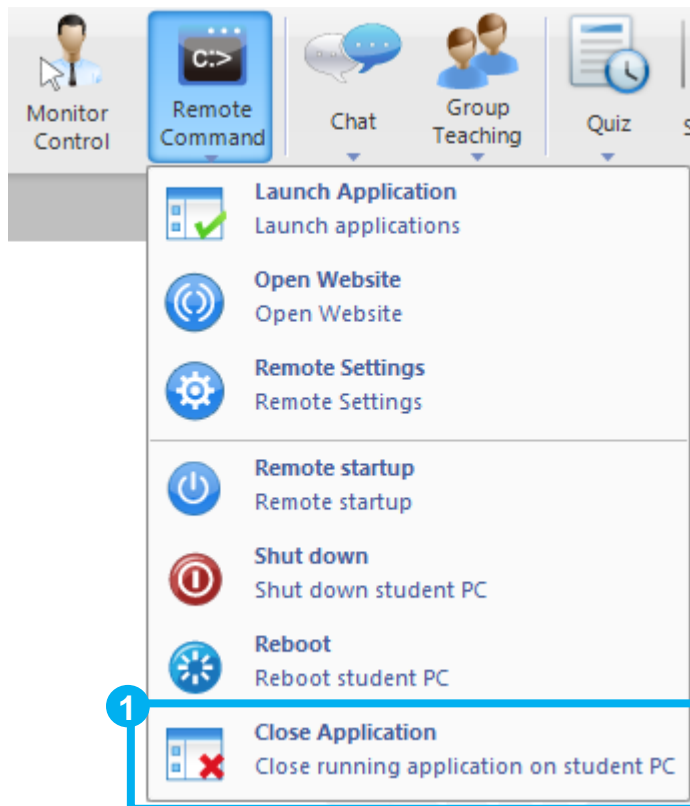 C:>
Monitor
Control
Remote
Command
Chat
Group
Teaching
Quiz
Launch Application
Launch applications
Open Website
Open Website
Remote Settings
Remote Settings
Remote startup
Remote startup
Shut down
Shut down student PC
Reboot
Reboot student PC
1
Close Application
Close running application on student PC